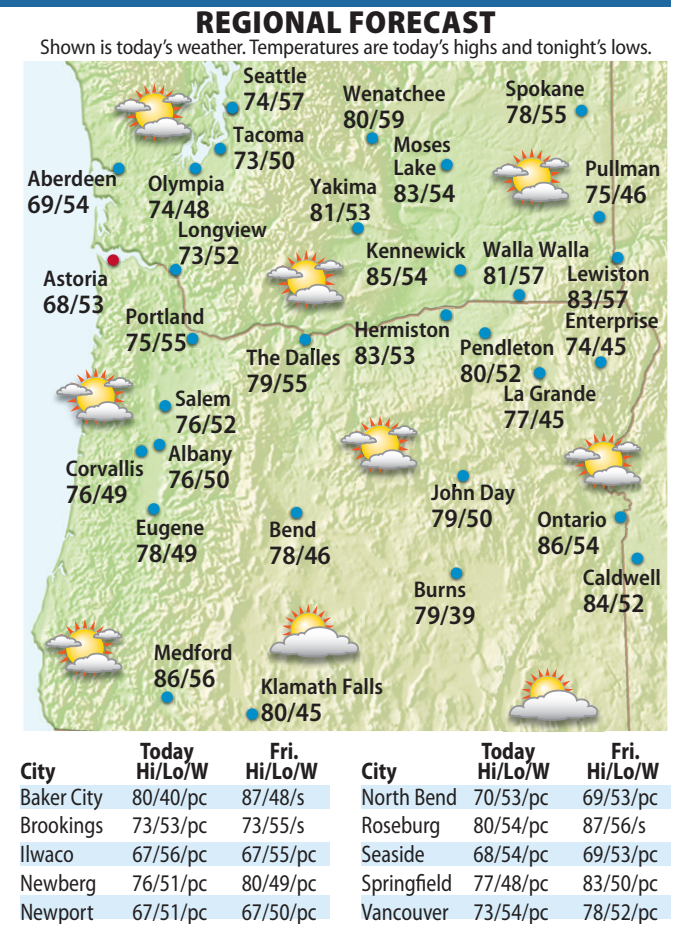 REGIONAL FORECAST
Shown is today's weather. Temperatures are today's highs and tonight's lows.
Seattle
74/57
Wenatchee
80/59
Spokane
78/55
Tacoma
73/50
Moses
Lake
83/54
Aberdeen
69/54
Olympia
74/48
Yakima
81/53
Pullman
75/46
Longview
73/52
Kennewick
85/54
Walla Walla
81/57
Lewiston
83/57
Astoria
68/53
Portland
75/55
The Dalles
79/55
Hermiston
83/53
Pendleton
80/52
Enterprise
74/45
La Grande
77/45
Salem
76/52
Albany
76/50
Corvallis
76/49
Eugene
78/49
Bend
78/46
John Day
79/50
Ontario
86/54
Caldwell
84/52
Burns
79/39
Medford
86/56
Klamath Falls
80/45
Today Fri.
City Hi/Lo/W Hi/Lo/W
Baker City 80/40/pc 87/48/s
Brookings 73/53/pc 73/55/s
Ilwaco 67/56/pc 67/55/pc
Newberg 76/51/pc 80/49/pc
Newport 67/51/pc 67/50/pc
Today Fri.
City Hi/Lo/W Hi/Lo/W
North Bend 70/53/pc 69/53/pc
Roseburg 80/54/pc 87/56/s
Seaside 68/54/pc 69/53/pc
Springfield 77/48/pc 83/50/pc
Vancouver 73/54/pc 78/52/pc